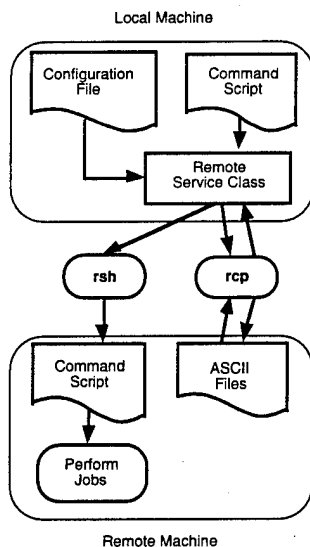 Local Machine
Configuration
File
Command
Script
Remote
Service Class
rsh
rcp
Command
Script
ASCII
Files
Perform
Jobs
Remote Machine